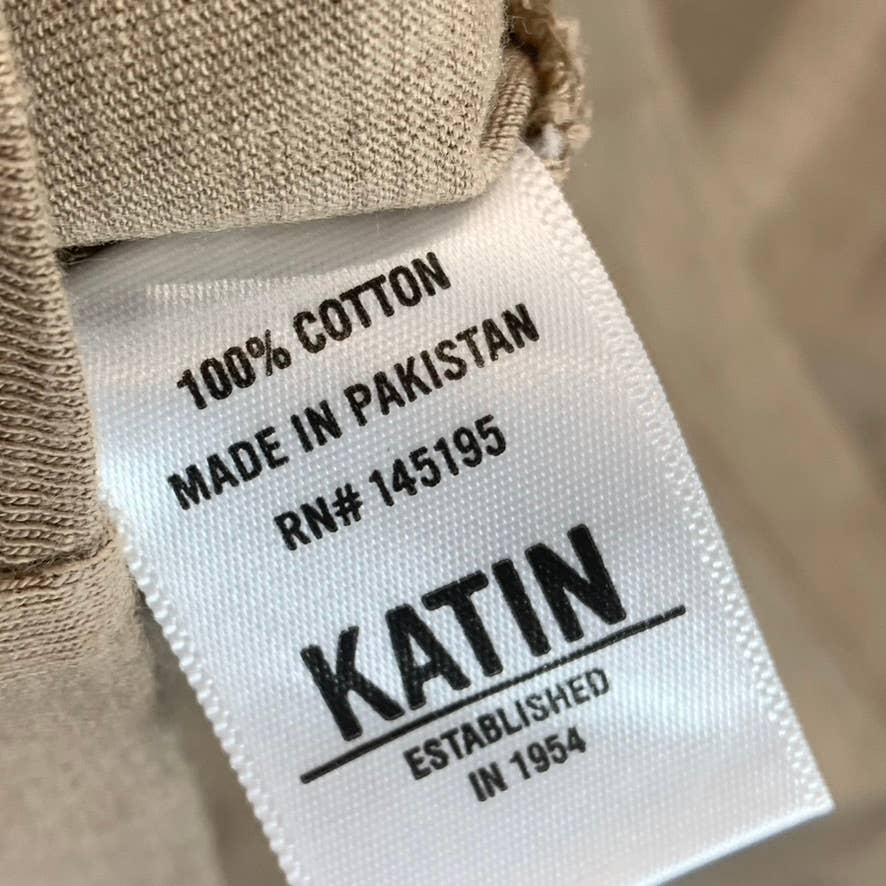 100% COTTON
MADE IN PAKISTAN
RN# 145195
KATIN
ESTABLISHED
IN 1954